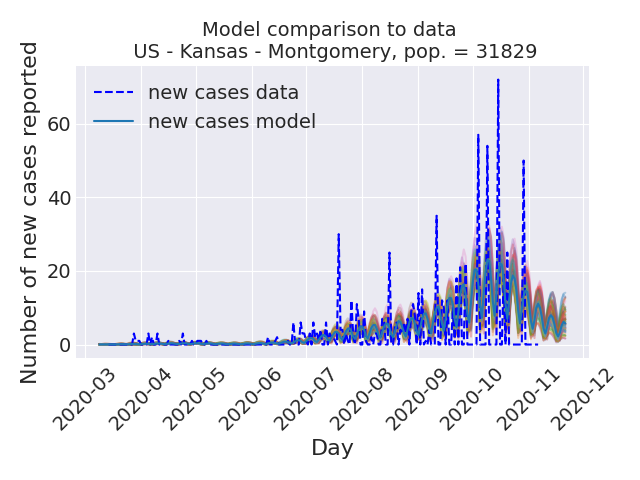 Model comparison to data
US - Kansas - Montgomery, pop. = 31829
Number of new cases reported
new cases data
new cases model
60
40
20
0
2020-03
2020-04
2020-05
2020-06
2020-07
2020-08
2020-09
2020-10
2020-11
2020-12
Day